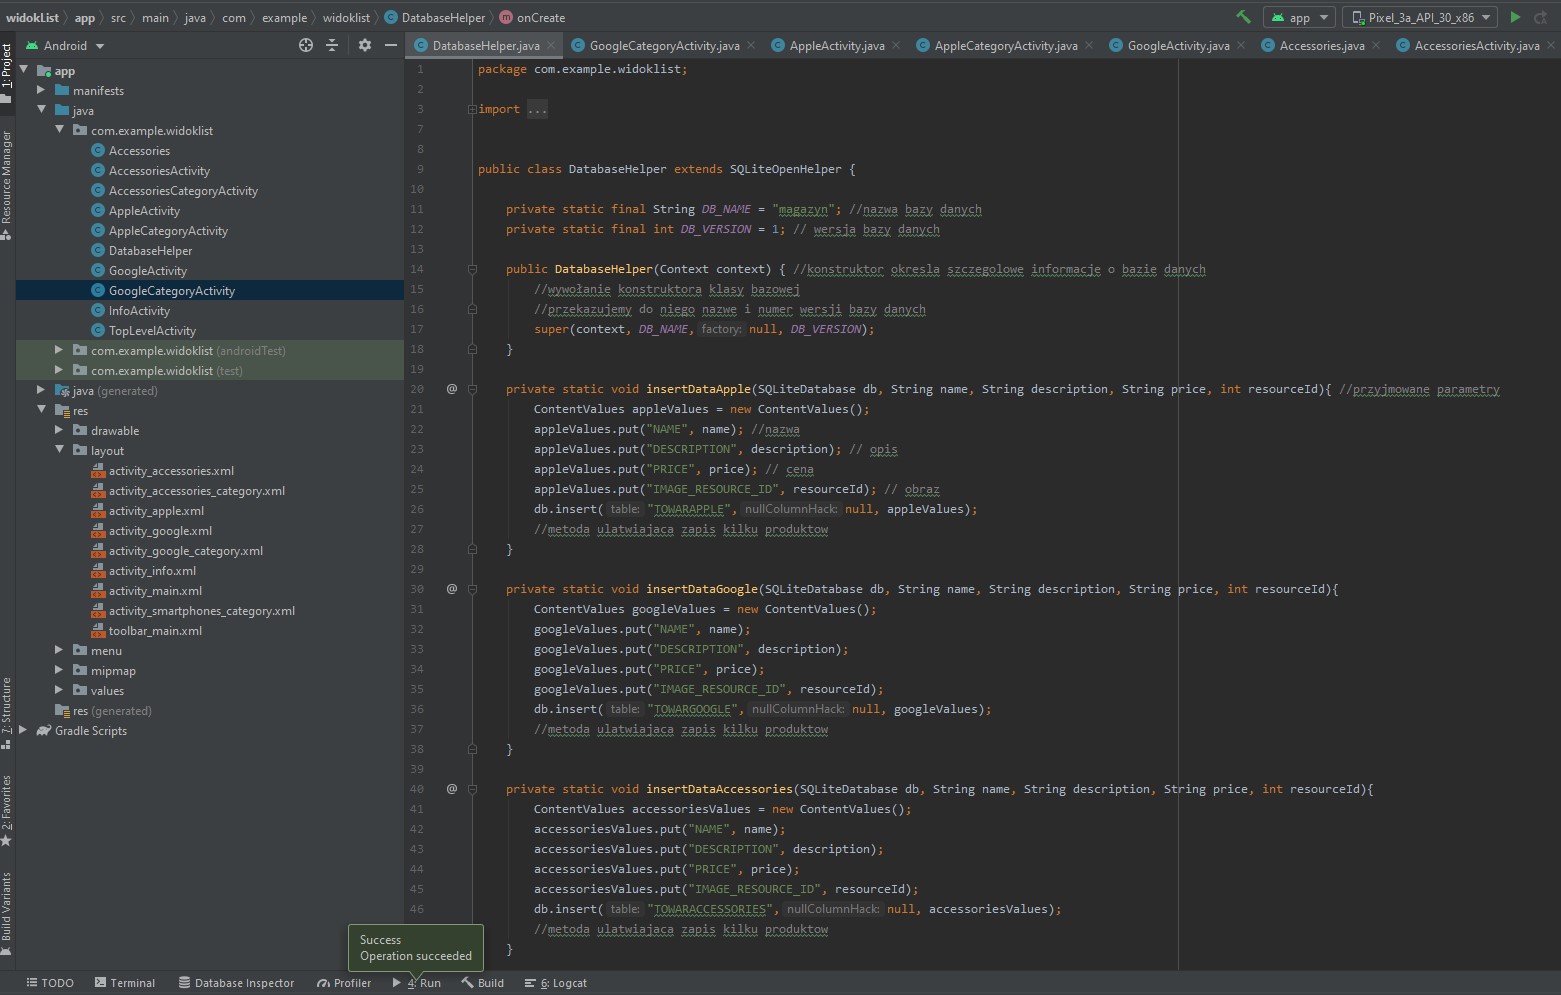 widokList app src main java com example widoklist DatabaseHelper onCreate app Pixel_3a_API_30_x86
Android DatabaseHelper.java GoogleCategoryActivity.java AppleActivity.java AppleCategoryActivity.java GoogleActivity.java Accessories.java AccessoriesActivity.java
1: Project
Resource Manager
7: Structure
2: Favorites
Build Variants
app
manifests
java
com.example.widoklist
Accessories
AccessoriesActivity
AccessoriesCategoryActivity
AppleActivity
AppleCategoryActivity
DatabaseHelper
GoogleActivity
GoogleCategoryActivity
InfoActivity
TopLevelActivity
com.example.widoklist (androidTest)
com.example.widoklist (test)
java (generated)
res
drawable
layout
activity_accessories.xml
activity_accessories_category.xml
activity_apple.xml
activity_google.xml
activity_google_category.xml
activity_info.xml
activity_main.xml
activity_smartphones_category.xml
toolbar_main.xml
menu
mipmap
values
res (generated)
Gradle Scripts
1 package com.example.widoklist;
2
3 import ...
7
8
9 public class DatabaseHelper extends SQLiteOpenHelper {
10
11 private static final String DB_NAME = "magazyn"; //nazwa bazy danych
12 private static final int DB_VERSION = 1; // wersja bazy danych
13
14 public DatabaseHelper(Context context) { //konstruktor okresla szczegolowe informacje o bazie danych
15 //wywołanie konstruktora klasy bazowej
16 //przekazujemy do niego nazwe i numer wersji bazy danych
17 super(context, DB_NAME, factory: null, DB_VERSION);
18 }
19
20 @ private static void insertDataApple(SQLiteDatabase db, String name, String description, String price, int resourceId){ //przyjmowane parametry
21 ContentValues appleValues = new ContentValues();
22 appleValues.put("NAME", name); //nazwa
23 appleValues.put("DESCRIPTION", description); // opis
24 appleValues.put("PRICE", price); // cena
25 appleValues.put("IMAGE_RESOURCE_ID", resourceId); // obraz
26 db.insert( table: "TOWARAPPLE", nullColumnHack: null, appleValues);
27 //metoda ulatwiajaca zapis kilku produktow
28 }
29
30 @ private static void insertDataGoogle(SQLiteDatabase db, String name, String description, String price, int resourceId){
31 ContentValues googleValues = new ContentValues();
32 googleValues.put("NAME", name);
33 googleValues.put("DESCRIPTION", description);
34 googleValues.put("PRICE", price);
35 googleValues.put("IMAGE_RESOURCE_ID", resourceId);
36 db.insert( table: "TOWARGOOGLE", nullColumnHack: null, googleValues);
37 //metoda ulatwiajaca zapis kilku produktow
38 }
39
40 @ private static void insertDataAccessories(SQLiteDatabase db, String name, String description, String price, int resourceId){
41 ContentValues accessoriesValues = new ContentValues();
42 accessoriesValues.put("NAME", name);
43 accessoriesValues.put("DESCRIPTION", description);
44 accessoriesValues.put("PRICE", price);
45 accessoriesValues.put("IMAGE_RESOURCE_ID", resourceId);
46 db.insert( table: "TOWARACCESSORIES", nullColumnHack: null, accessoriesValues);
//metoda ulatwiajaca zapis kilku produktow
}
Success
Operation succeeded
TODO Terminal Database Inspector Profiler 4: Run Build 6: Logcat